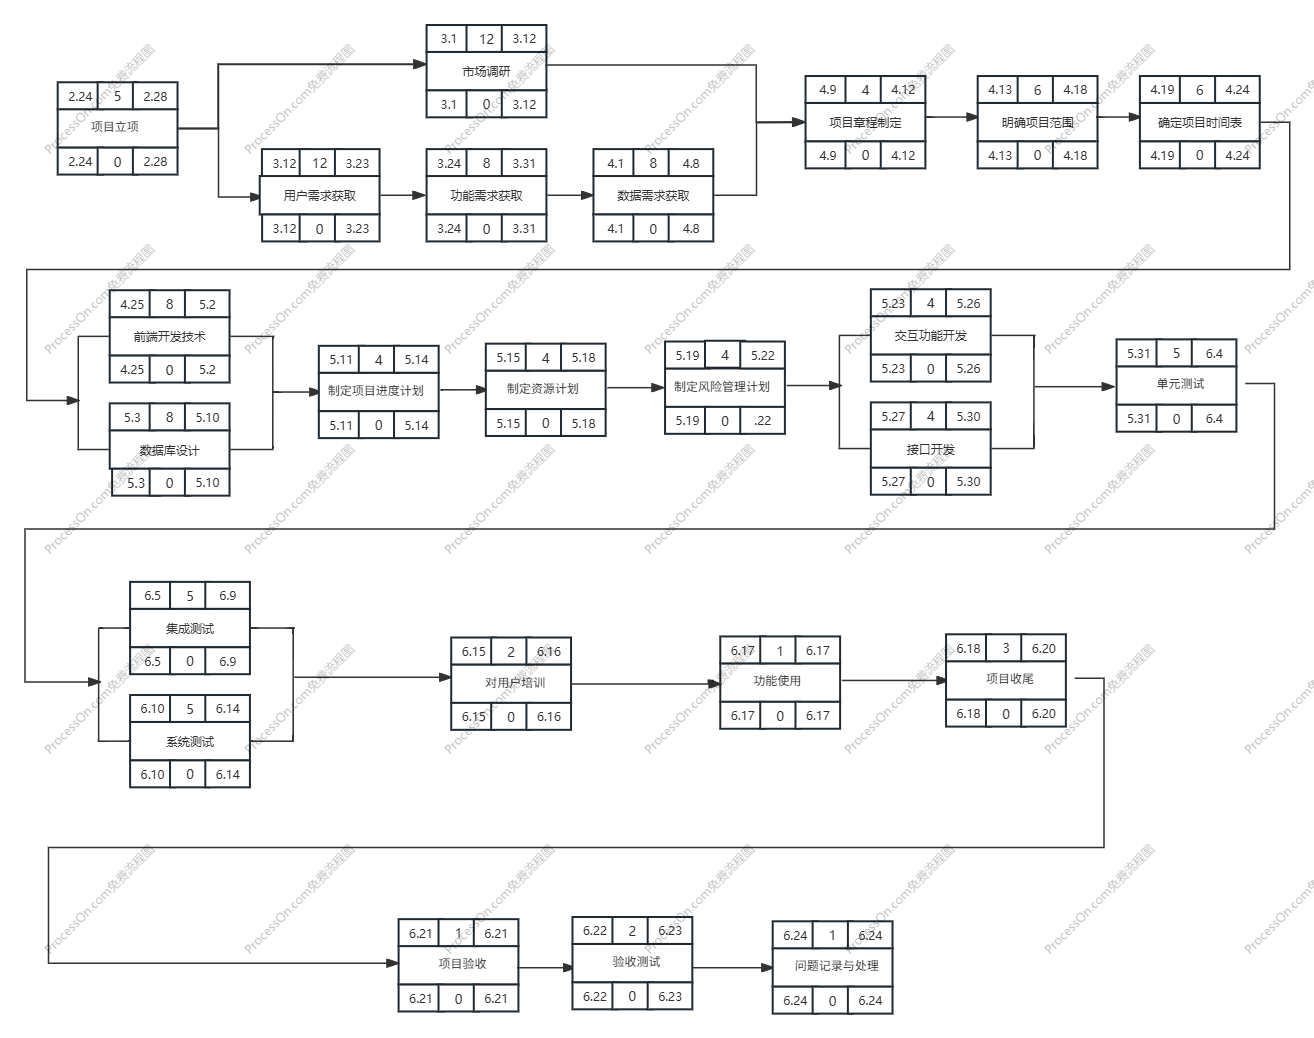 3.1 12 3.12
市场调研
3.1 0 3.12
2.24 5 2.28
项目立项
2.24 0 2.28
3.12 12 3.23
用户需求获取
3.12 0 3.23
3.24 8 3.31
功能需求获取
3.24 0 3.31
4.1 8 4.8
数据需求获取
4.1 0 4.8
4.9 4 4.12
项目章程制定
4.9 0 4.12
4.13 6 4.18
明确项目范围
4.13 0 4.18
4.19 6 4.24
确定项目时间表
4.19 0 4.24
4.25 8 5.2
前端开发技术
4.25 0 5.2
5.3 8 5.10
数据库设计
5.3 0 5.10
5.11 4 5.14
制定项目进度计划
5.11 0 5.14
5.15 4 5.18
制定资源计划
5.15 0 5.18
5.19 4 5.22
制定风险管理计划
5.19 0 .22
5.23 4 5.26
交互功能开发
5.23 0 5.26
5.27 4 5.30
接口开发
5.27 0 5.30
5.31 5 6.4
单元测试
5.31 0 6.4
6.5 5 6.9
集成测试
6.5 0 6.9
6.10 5 6.14
系统测试
6.10 0 6.14
6.15 2 6.16
对用户培训
6.15 0 6.16
6.17 1 6.17
功能使用
6.17 0 6.17
6.18 3 6.20
项目收尾
6.18 0 6.20
6.21 1 6.21
项目验收
6.21 0 6.21
6.22 2 6.23
验收测试
6.22 0 6.23
6.24 1 6.24
问题记录与处理
6.24 0 6.24
ProcessOn.com免费流程图